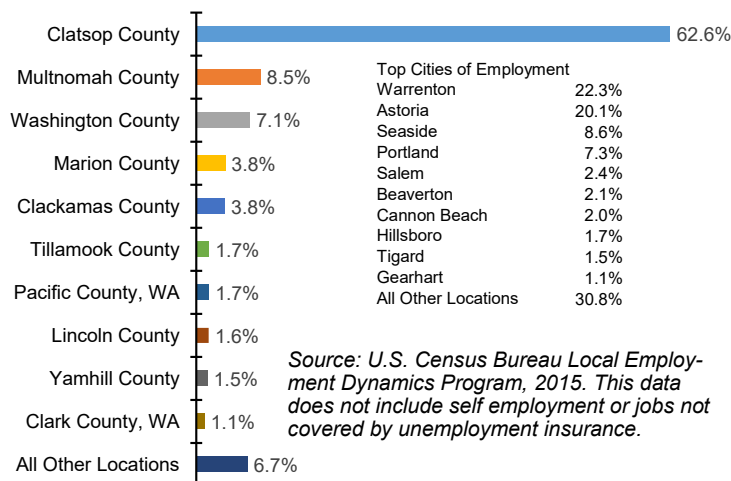 Clatsop County 62.6%
Multnomah County 8.5%
Washington County 7.1%
Marion County 3.8%
Clackamas County 3.8%
Tillamook County 1.7%
Pacific County, WA 1.7%
Lincoln County 1.6%
Yamhill County 1.5%
Clark County, WA 1.1%
All Other Locations 6.7%
Top Cities of Employment
Warrenton 22.3%
Astoria 20.1%
Seaside 8.6%
Portland 7.3%
Salem 2.4%
Beaverton 2.1%
Cannon Beach 2.0%
Hillsboro 1.7%
Tigard 1.5%
Gearhart 1.1%
All Other Locations 30.8%
Source: U.S. Census Bureau Local Employ-
ment Dynamics Program, 2015. This data
does not include self employment or jobs not
covered by unemployment insurance.